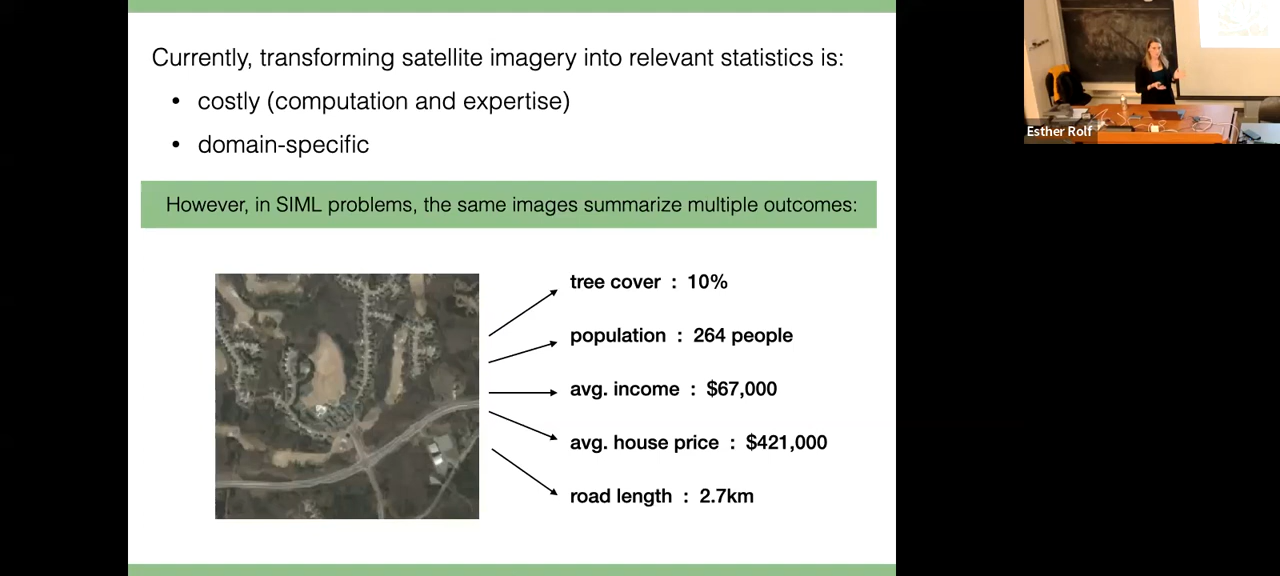 Currently, transforming satellite imagery into relevant statistics is:
• costly (computation and expertise)
• domain-specific
However, in SIML problems, the same images summarize multiple outcomes:
tree cover : 10%
population : 264 people
avg. income : $67,000
avg. house price : $421,000
road length : 2.7km
Esther Rolf